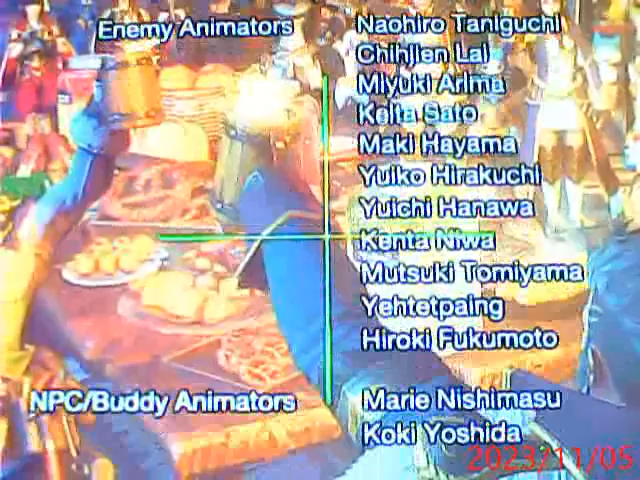 Enemy Animators
Naohiro Taniguchi
Chihjien Lai
Miyuki Arima
Keita Sato
Maki Hayama
Yuiko Hirakuchi
Yuichi Hanawa
Kenta Niwa
Mutsuki Tomiyama
Yehtetpaing
Hiroki Fukumoto
NPC/Buddy Animators
Marie Nishimasu
Koki Yoshida
2023/11/05